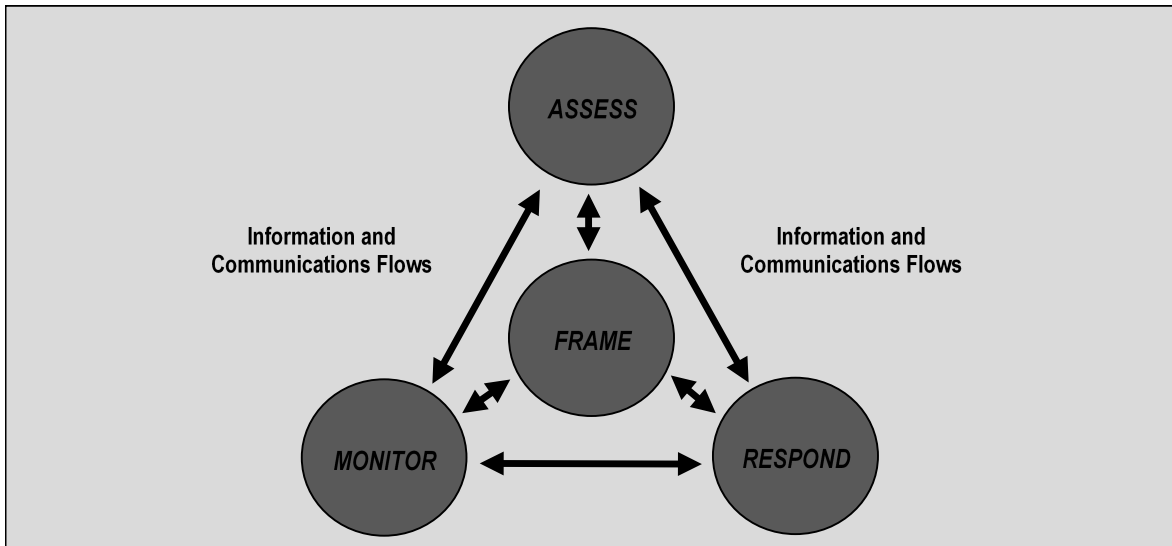 ASSESS
Information and
Communications Flows
Information and
Communications Flows
FRAME
MONITOR
RESPOND